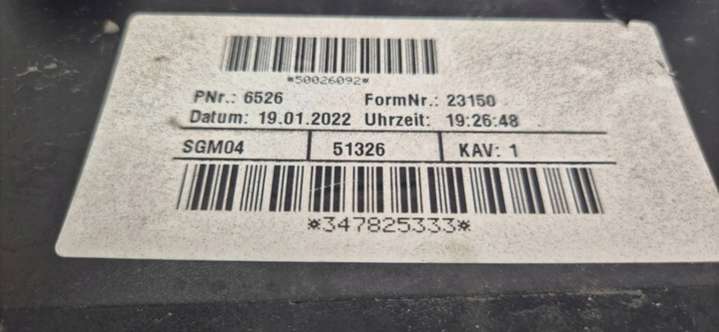 *50026092*
PNr.: 6526 FormNr.: 23150
Datum: 19.01.2022 Uhrzeit: 19:26:48
SGM04 51326 KAV: 1
*347825333*